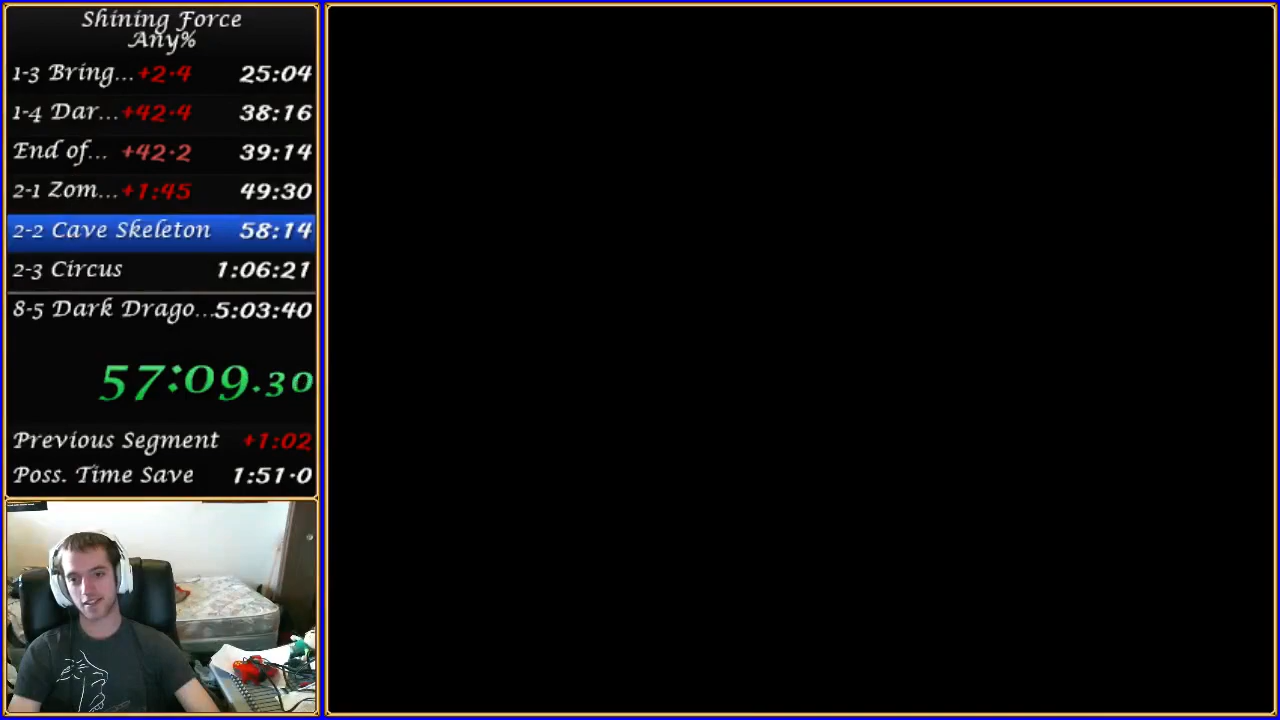 Shining Force
Any%
1-3 Bring... +2.4 25:04
1-4 Dar... +42.4 38:16
End of... +42.2 39:14
2-1 Zom... +1:45 49:30
2-2 Cave Skeleton 58:14
2-3 Circus 1:06:21
8-5 Dark Drago... 5:03:40
57:09.30
Previous Segment +1:02
Poss. Time Save 1:51.0